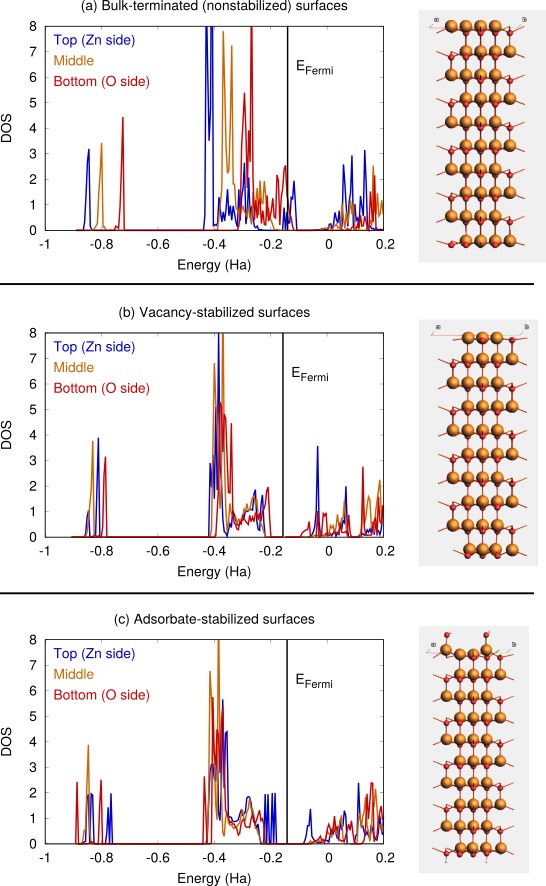 (a) Bulk-terminated (nonstabilized) surfaces
8
7
6
5
4
3
2
1
0
DOS
Top (Zn side)
Middle
Bottom (O side)
EFermi
-1
-0.8
-0.6
-0.4
-0.2
0
0.2
Energy (Ha)
(b) Vacancy-stabilized surfaces
8
7
6
5
4
3
2
1
0
DOS
Top (Zn side)
Middle
Bottom (O side)
EFermi
-1
-0.8
-0.6
-0.4
-0.2
0
0.2
Energy (Ha)
(c) Adsorbate-stabilized surfaces
8
7
6
5
4
3
2
1
0
DOS
Top (Zn side)
Middle
Bottom (O side)
EFermi
-1
-0.8
-0.6
-0.4
-0.2
0
0.2
Energy (Ha)